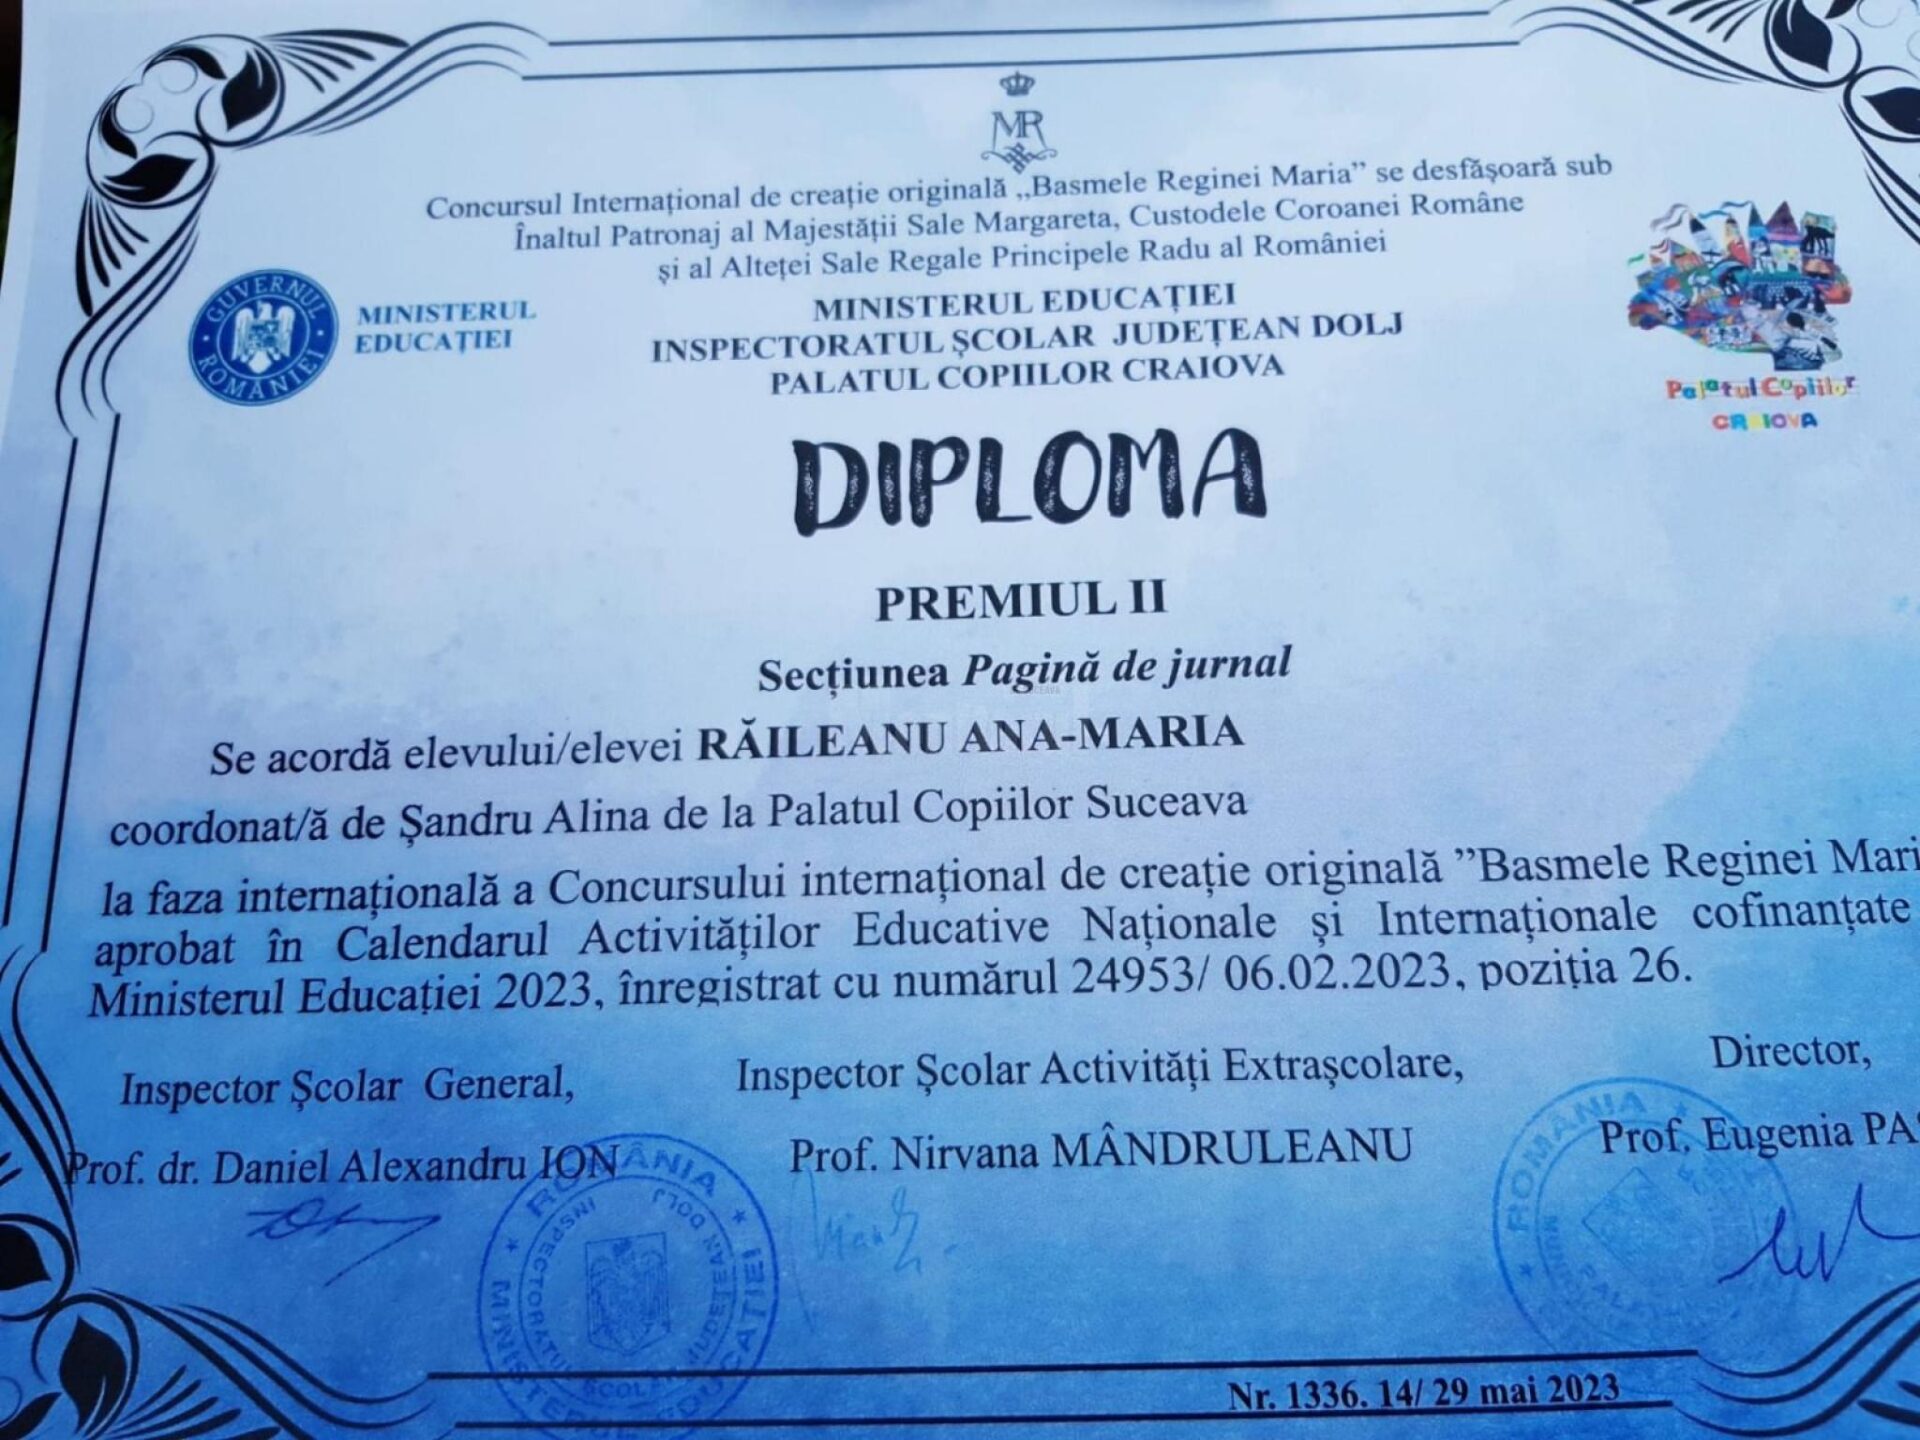 MR
Concursul Internațional de creație originală „Basmele Reginei Maria” se desfășoară sub
Înaltul Patronaj al Majestății Sale Margareta, Custodele Coroanei Române
și al Alteței Sale Regale Principele Radu al României
GUVERNUL ROMÂNIEI
MINISTERUL
EDUCAȚIEI
MINISTERUL EDUCAȚIEI
INSPECTORATUL ȘCOLAR JUDEȚEAN DOLJ
PALATUL COPIILOR CRAIOVA
Palatul Copiilor
CRAIOVA
DIPLOMA
PREMIUL II
Secțiunea Pagină de jurnal
Se acordă elevului/elevei RĂILEANU ANA-MARIA
coordonat/ă de Șandru Alina de la Palatul Copiilor Suceava
la faza internațională a Concursului internațional de creație originală ”Basmele Reginei Mari
aprobat în Calendarul Activităților Educative Naționale și Internaționale cofinanțate
Ministerul Educației 2023, înregistrat cu numărul 24953/ 06.02.2023, poziția 26.
Inspector Școlar General,
Inspector Școlar Activități Extrașcolare,
Director,
Prof. dr. Daniel Alexandru ION
Prof. Nirvana MÂNDRULEANU
Prof. Eugenia PA
ROMÂNIA * MINISTERUL EDUCAȚIEI *
INSPECTORATUL ȘCOLAR JUDEȚEAN DOLJ
ROMÂNIA
Nr. 1336. 14/ 29 mai 2023